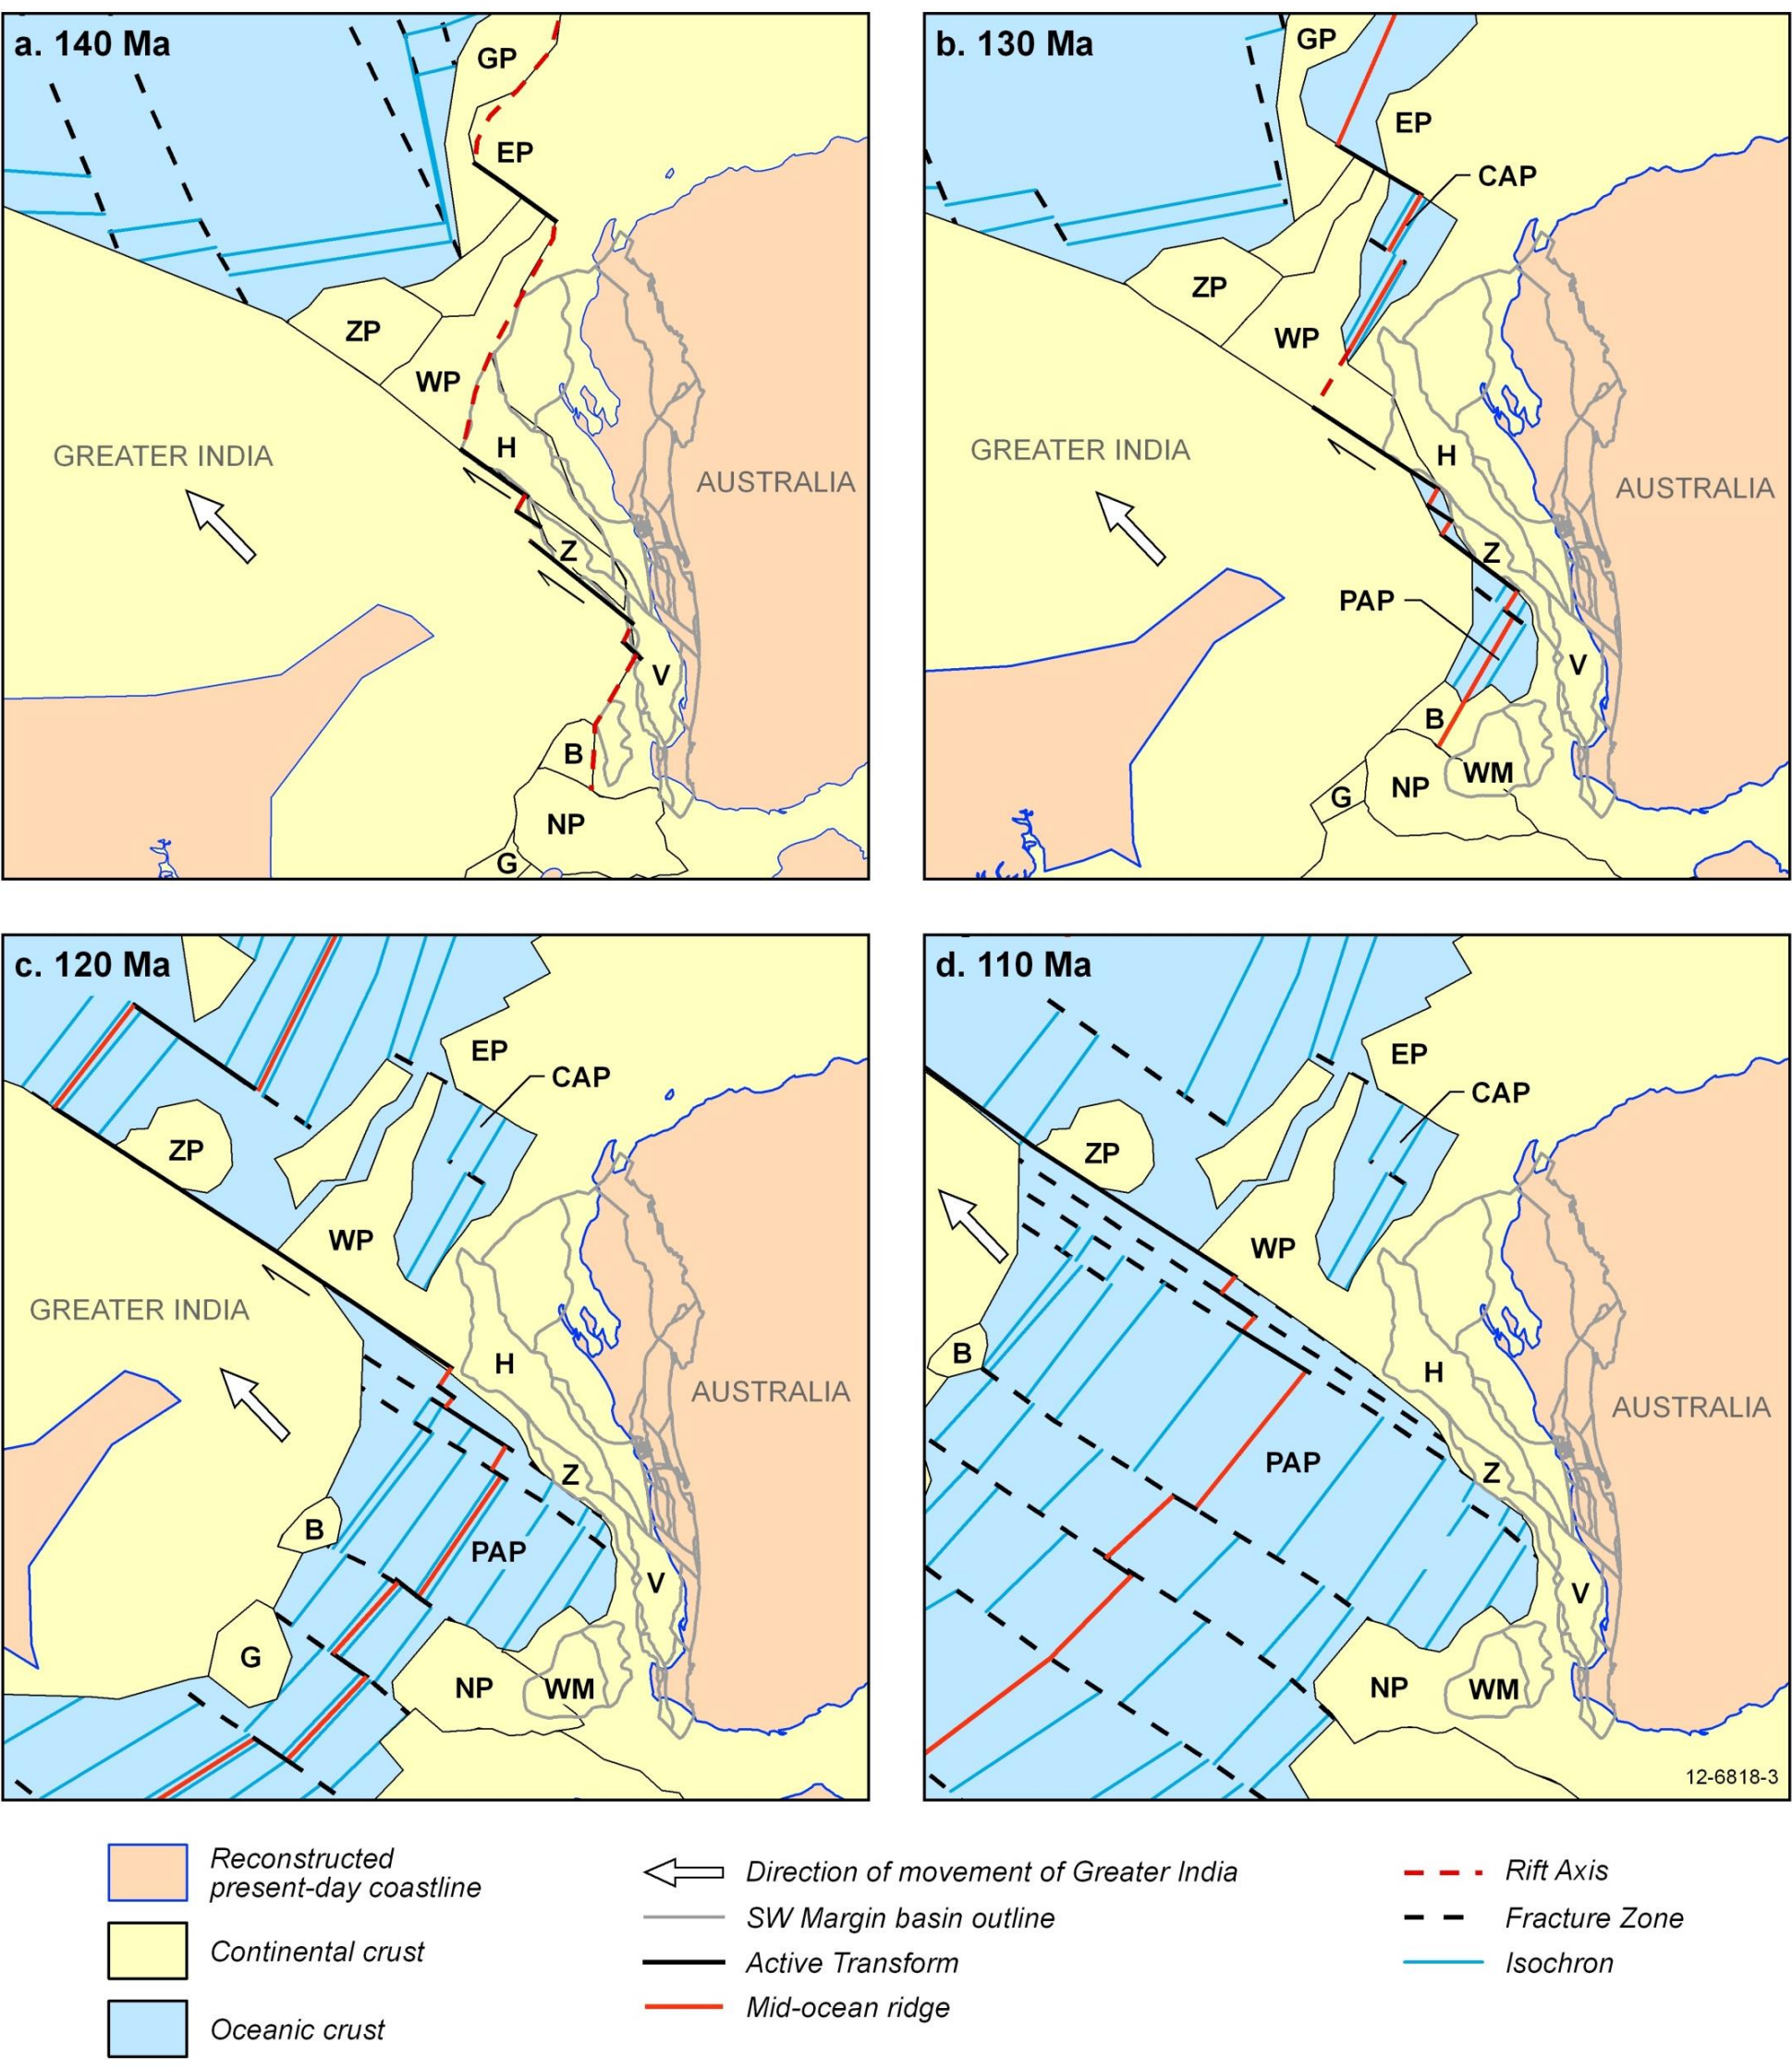 a. 140 Ma
GP
EP
ZP
WP
GREATER INDIA
H
AUSTRALIA
Z
V
B
NP
G
b. 130 Ma
GP
EP
CAP
ZP
WP
GREATER INDIA
H
AUSTRALIA
Z
PAP
V
B
WM
NP
G
c. 120 Ma
EP
CAP
ZP
WP
GREATER INDIA
H
AUSTRALIA
Z
B
PAP
V
G
NP
WM
d. 110 Ma
EP
CAP
ZP
WP
B
H
AUSTRALIA
PAP
Z
V
NP
WM
12-6818-3
Reconstructed
present-day coastline
Continental crust
Oceanic crust
Direction of movement of Greater India
SW Margin basin outline
Active Transform
Mid-ocean ridge
Rift Axis
Fracture Zone
Isochron